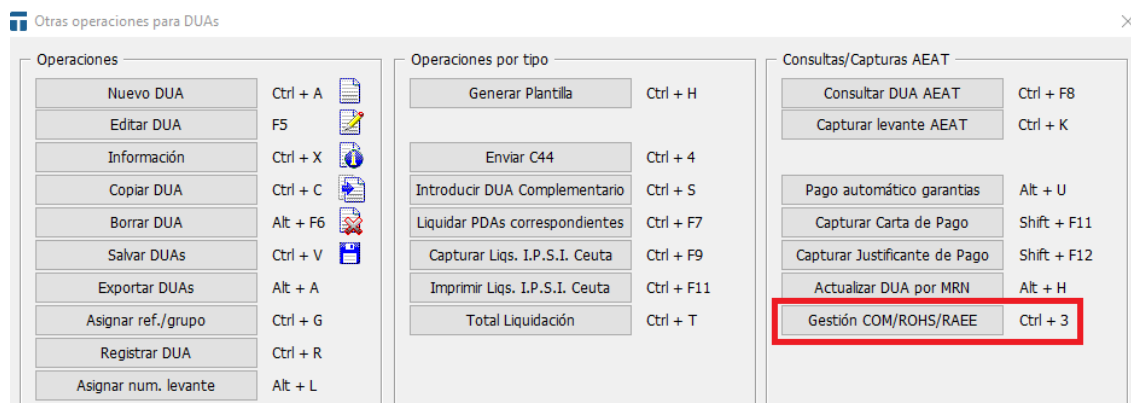 Otras operaciones para DUAs
Operaciones
Nuevo DUA Ctrl + A
Editar DUA F5
Información Ctrl + X
Copiar DUA Ctrl + C
Borrar DUA Alt + F6
Salvar DUAs Ctrl + V
Exportar DUAs Alt + A
Asignar ref./grupo Ctrl + G
Registrar DUA Ctrl + R
Asignar num. levante Alt + L
Operaciones por tipo
Generar Plantilla Ctrl + H
Enviar C44 Ctrl + 4
Introducir DUA Complementario Ctrl + S
Liquidar PDAs correspondientes Ctrl + F7
Capturar Liqs. I.P.S.I. Ceuta Ctrl + F9
Imprimir Liqs. I.P.S.I. Ceuta Ctrl + F11
Total Liquidación Ctrl + T
Consultas/Capturas AEAT
Consultar DUA AEAT Ctrl + F8
Capturar levante AEAT Ctrl + K
Pago automático garantias Alt + U
Capturar Carta de Pago Shift + F11
Capturar Justificante de Pago Shift + F12
Actualizar DUA por MRN Alt + H
Gestión COM/ROHS/RAEE Ctrl + 3